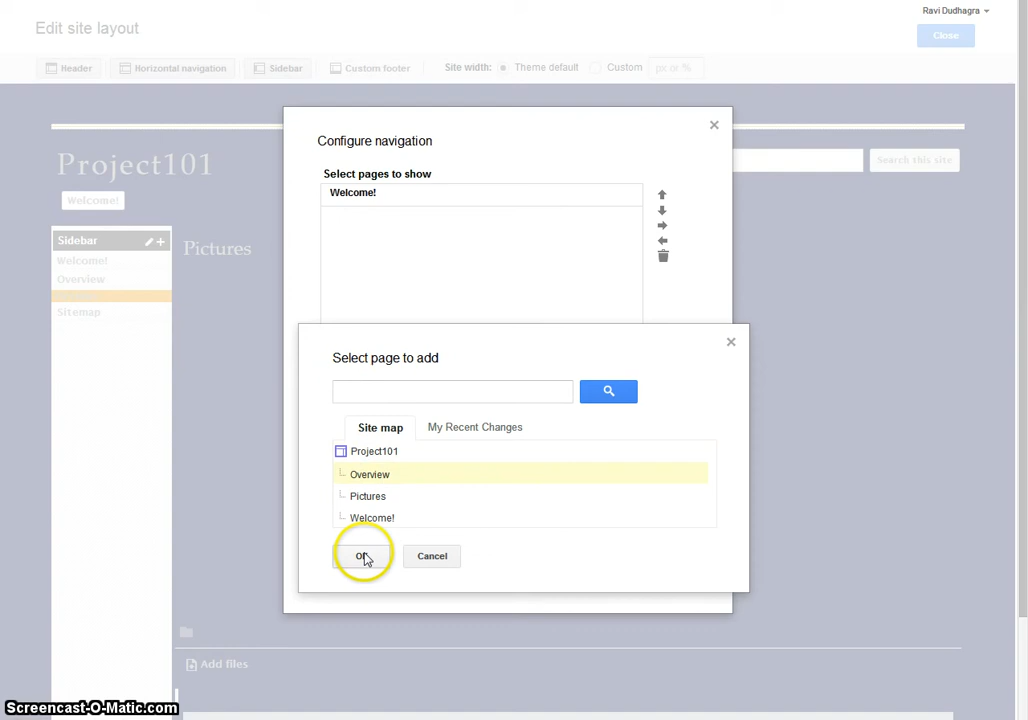 Ravi Dudhagra
Edit site layout
Close
Header
Horizontal navigation
Sidebar
Custom footer
Site width:
Theme default
Custom
px or %
Configure navigation
Project101
Search this site
Select pages to show
Welcome!
Welcome!
Sidebar
Pictures
Welcome!
Overview
Sitemap
Select page to add
Site map
My Recent Changes
Project101
Overview
Pictures
Welcome!
Cancel
Add files
Screencast-O-Matic.com